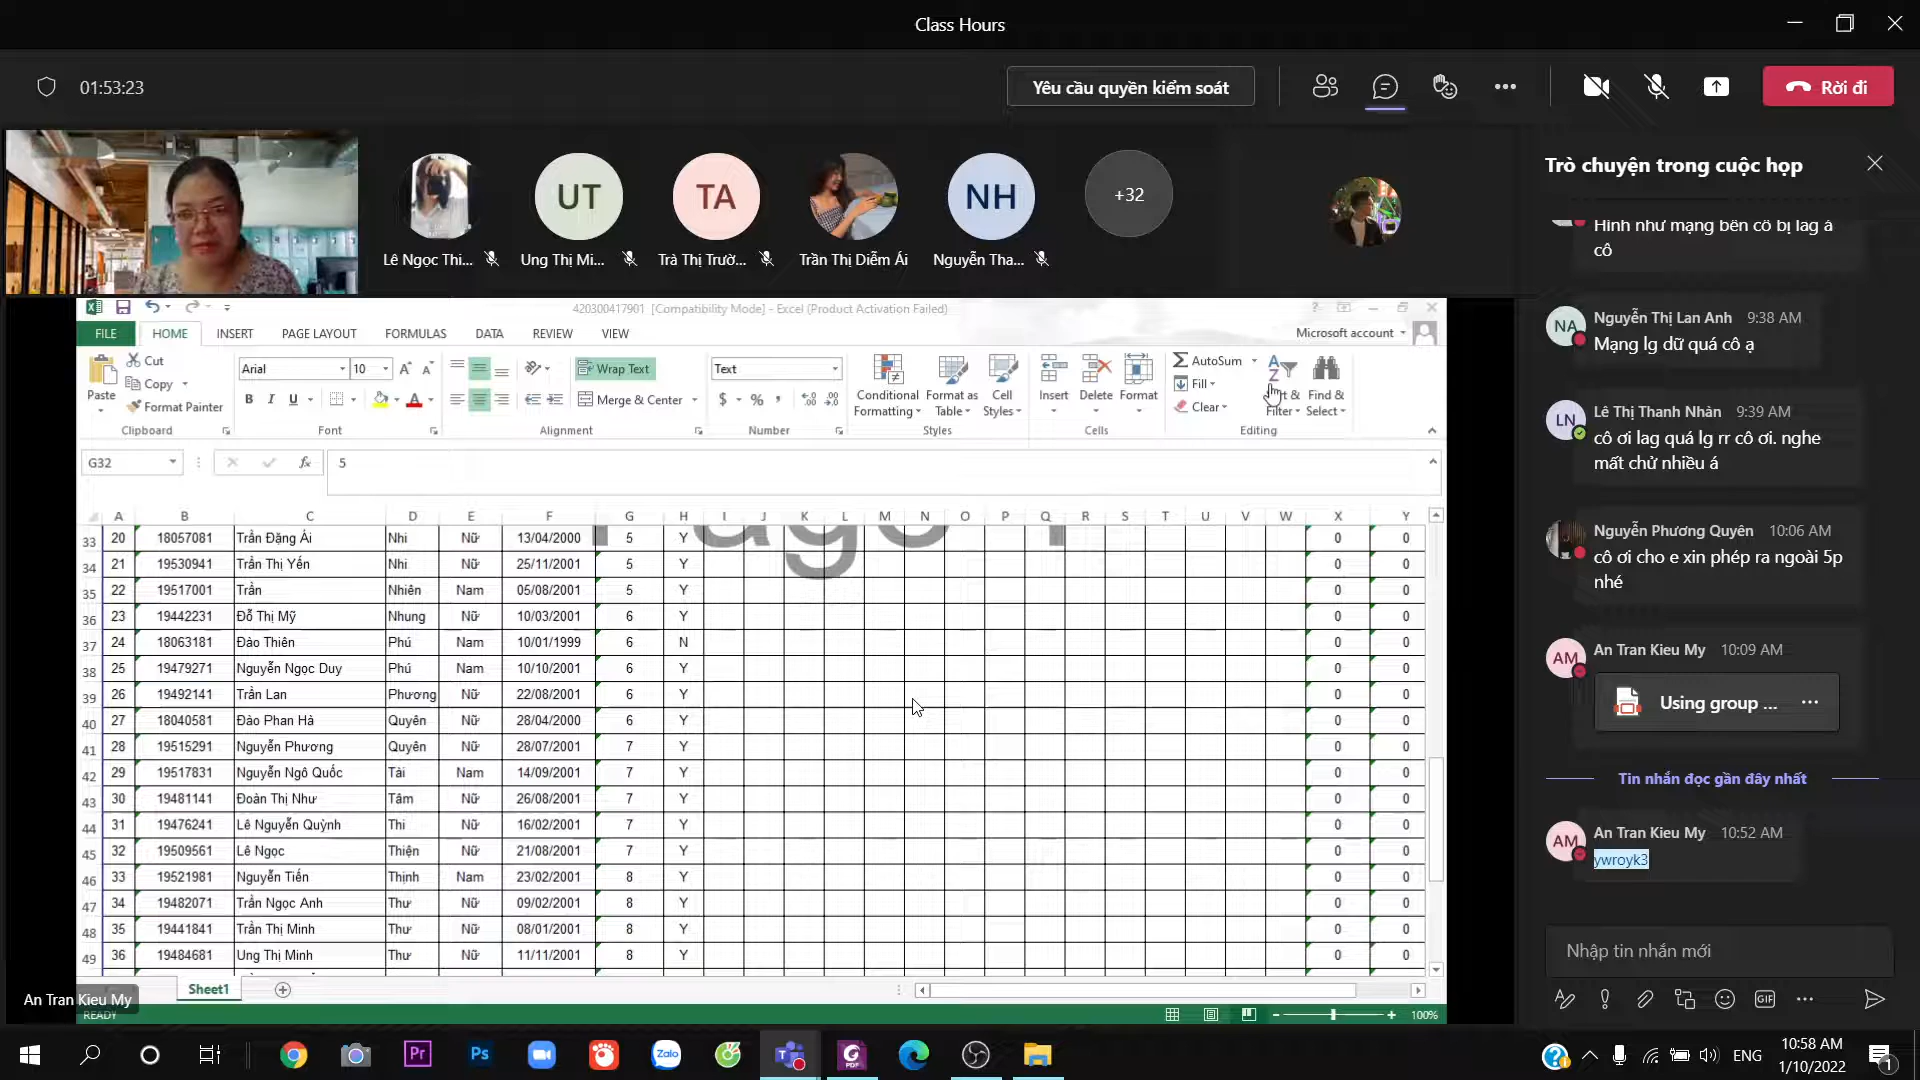 Class Hours
01:53:23
Yêu cầu quyền kiểm soát
Rời đi
UT
TA
NH
+32
Lê Ngọc Thi...
Ung Thị Mi...
Trà Thị Trườ...
Trần Thị Diễm Ái
Nguyễn Tha...
420300417901 [Compatibility Mode] - Excel (Product Activation Failed)
FILE HOME INSERT PAGE LAYOUT FORMULAS DATA REVIEW VIEW
Microsoft account
Paste
Cut
Copy
Format Painter
Clipboard
Arial 10
B I U
Font
Wrap Text
Merge & Center
Alignment
Text
$ %
Number
Conditional Formatting
Format as Table
Cell Styles
Styles
Insert Delete Format
Cells
AutoSum
Fill
Clear
Filter
Find & Select
Editing
G32
fx
5
A B C D E F G H I J K L M N O P Q R S T U V W X Y
33 20 18057081 Trần Đặng Ái Nhi Nữ 13/04/2000 5 Y 0 0
34 21 19530941 Trần Thị Yến Nhi Nữ 25/11/2001 5 Y 0 0
35 22 19517001 Trần Nhiên Nam 05/08/2001 5 Y 0 0
36 23 19442231 Đỗ Thị Mỹ Nhung Nữ 10/03/2001 6 Y 0 0
37 24 18063181 Đào Thiên Phú Nam 10/01/1999 6 N 0 0
38 25 19479271 Nguyễn Ngọc Duy Phú Nam 10/10/2001 6 Y 0 0
39 26 19492141 Trần Lan Phương Nữ 22/08/2001 6 Y 0 0
40 27 18040581 Đào Phan Hà Quyên Nữ 28/04/2000 6 Y 0 0
41 28 19515291 Nguyễn Phương Quyên Nữ 28/07/2001 7 Y 0 0
42 29 19517831 Nguyễn Ngô Quốc Tài Nam 14/09/2001 7 Y 0 0
43 30 19481141 Đoàn Thị Như Tâm Nữ 26/08/2001 7 Y 0 0
44 31 19476241 Lê Nguyễn Quỳnh Thi Nữ 16/02/2001 7 Y 0 0
45 32 19509561 Lê Ngọc Thiện Nữ 21/08/2001 7 Y 0 0
46 33 19521981 Nguyễn Tiến Thịnh Nam 23/02/2001 8 Y 0 0
47 34 19482071 Trần Ngọc Anh Thư Nữ 09/02/2001 8 Y 0 0
48 35 19441841 Trần Thị Minh Thư Nữ 08/01/2001 8 Y 0 0
49 36 19484681 Ung Thị Minh Thư Nữ 11/11/2001 8 Y 0 0
Sheet1
An Tran Kieu My
READY
100%
Trò chuyện trong cuộc họp
Hình như mạng bên cô bị lag á
cô
NA
Nguyễn Thị Lan Anh 9:38 AM
Mạng lg dữ quá cô ạ
LN
Lê Thị Thanh Nhàn 9:39 AM
cô ơi lag quá lg rr cô ơi. nghe
mất chử nhiều á
Nguyễn Phương Quyên 10:06 AM
cô ơi cho e xin phép ra ngoài 5p
nhé
AM
An Tran Kieu My 10:09 AM
Using group ...
Tin nhắn đọc gần đây nhất
AM
An Tran Kieu My 10:52 AM
ywroyk3
Nhập tin nhắn mới
GIF
Pr
Ps
Zalo
PDF
ENG
10:58 AM
1/10/2022
1